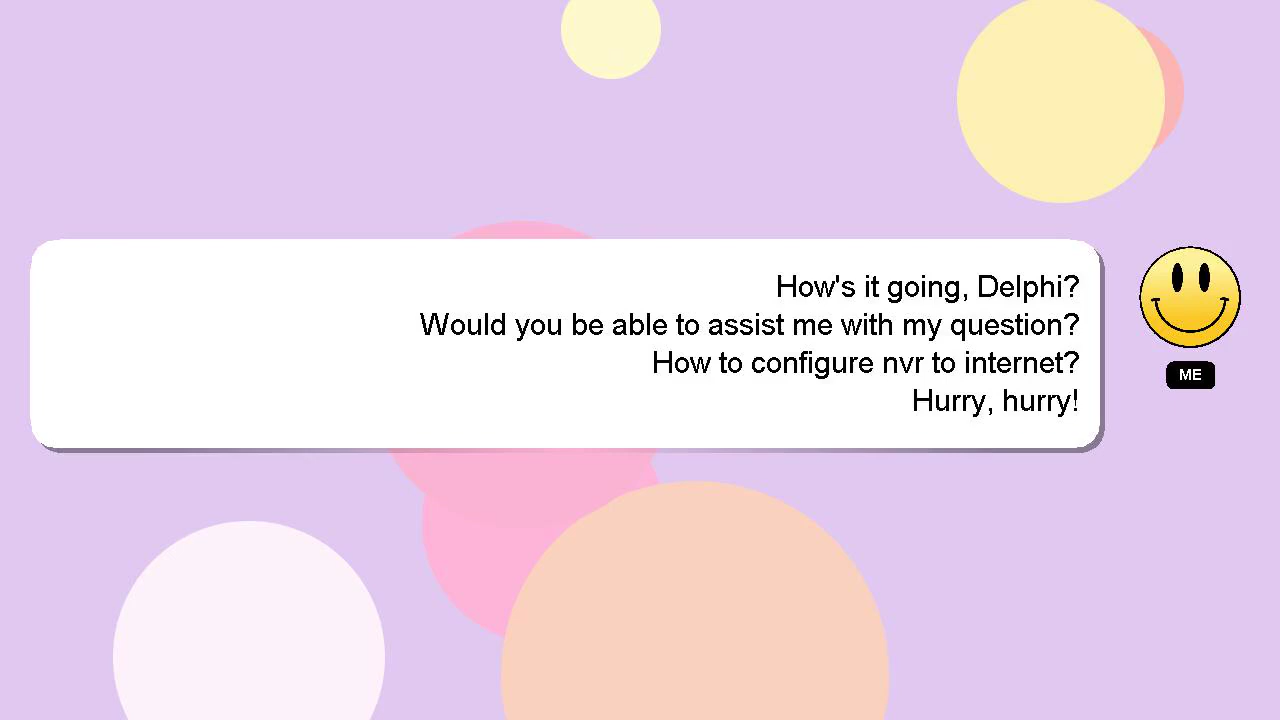 How's it going, Delphi?
Would you be able to assist me with my question?
How to configure nvr to internet?
Hurry, hurry!
ME